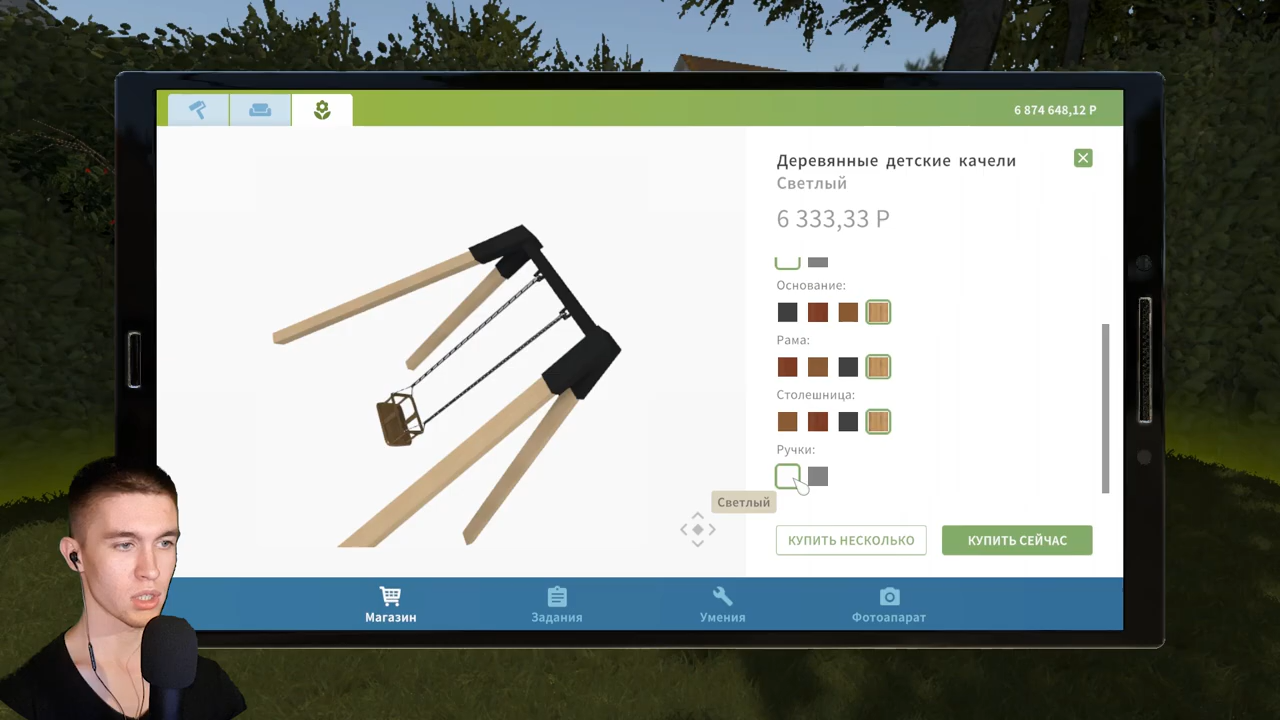 6 874 648,12 Р
Деревянные детские качели
Светлый
6 333,33 Р
Основание:
Рама:
Столешница:
Ручки:
Светлый
КУПИТЬ НЕСКОЛЬКО
КУПИТЬ СЕЙЧАС
Магазин
Задания
Умения
Фотоапарат